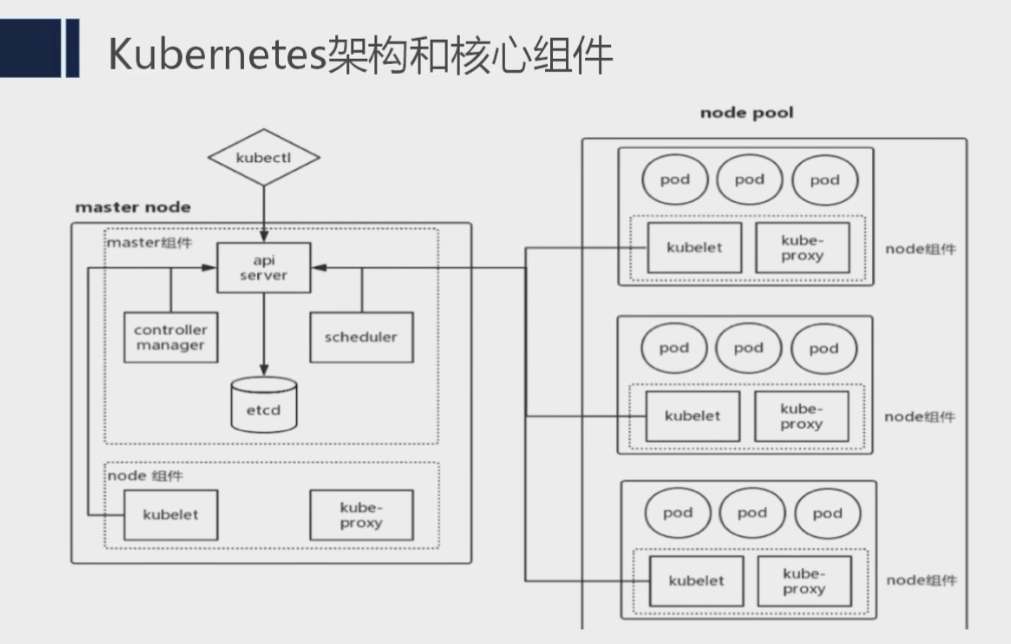 Kubernetes架构和核心组件
kubectl
master node
master组件
api
server
controller
manager
scheduler
etcd
node 组件
kubelet
kube-
proxy
node pool
pod
pod
pod
kubelet
kube-
proxy
node组件
pod
pod
pod
kubelet
kube-
proxy
node组件
pod
pod
pod
kubelet
kube-
proxy
node组件